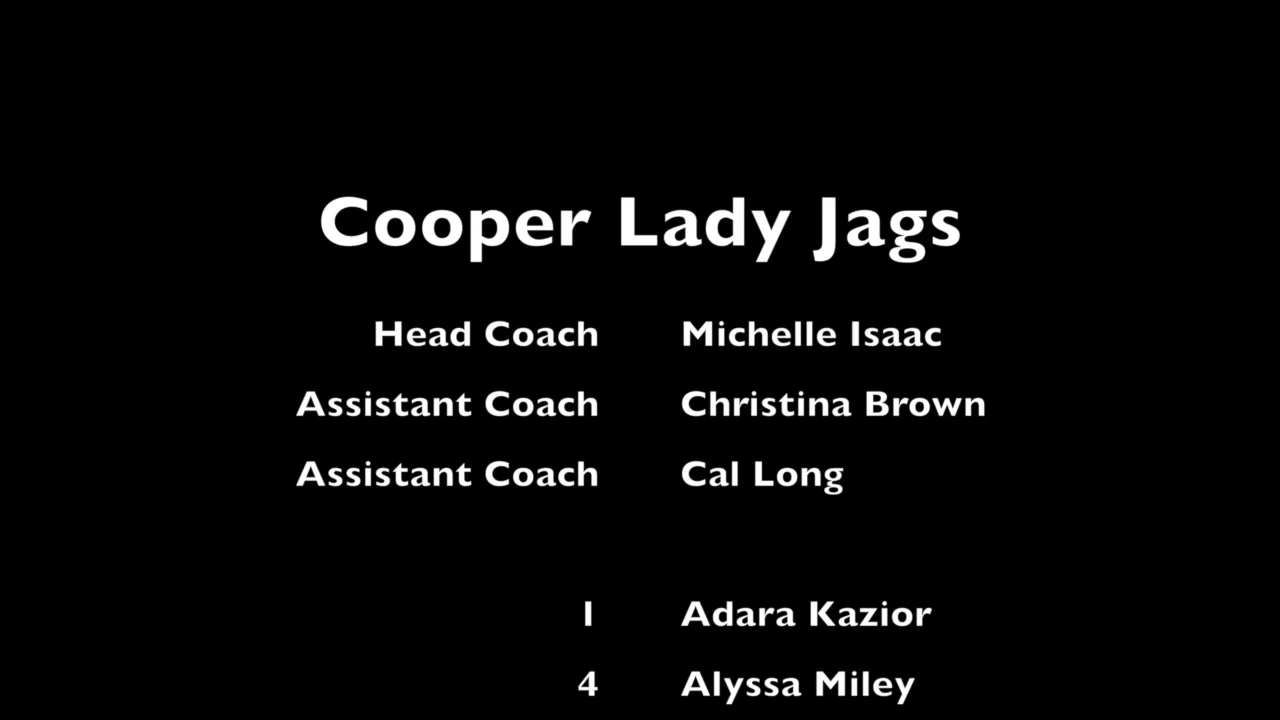 Cooper Lady Jags
Head Coach Michelle Isaac
Assistant Coach Christina Brown
Assistant Coach Cal Long
1 Adara Kazior
4 Alyssa Miley